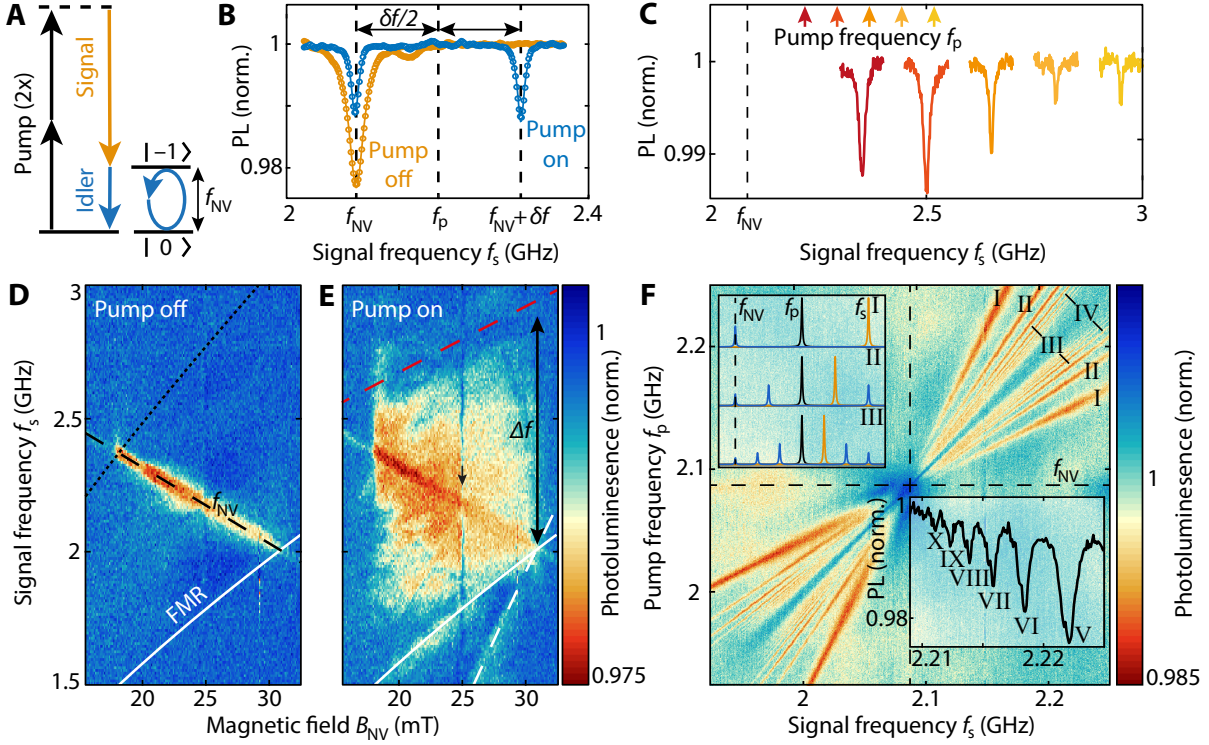 A
Pump (2x)
Signal
Idler
| −1⟩
f_NV
| 0⟩
B
PL (norm.)
1
0.98
δf/2
Pump off
Pump on
2
f_NV
f_p
f_NV + δf
2.4
Signal frequency f_s (GHz)
C
PL (norm.)
1
0.99
Pump frequency f_p
2
f_NV
2.5
3
Signal frequency f_s (GHz)
D
Pump off
Signal frequency f_s (GHz)
3
2.5
2
1.5
f_NV
FMR
20
25
30
E
Pump on
Δf
20
25
30
Magnetic field B_NV (mT)
1
Photoluminesence (norm.)
0.975
F
Pump frequency f_p (GHz)
2.2
2.1
2
f_NV
f_p
f_s
I
II
III
I
II
IV
III
II
I
f_NV
PL (norm.)
1
0.98
X
IX
VIII
VII
VI
V
2.21
2.22
2
2.1
2.2
Signal frequency f_s (GHz)
1
Photoluminesence (norm.)
0.985